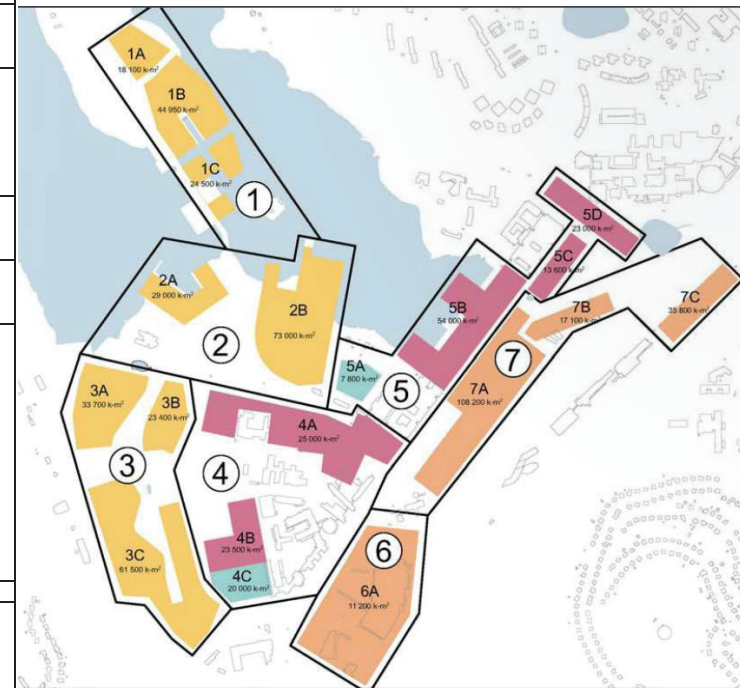 1A
18 100 k-m²
1B
44 950 k-m²
1C
24 500 k-m²
1
2A
29 000 k-m²
2B
73 000 k-m²
2
3A
33 700 k-m²
3B
23 400 k-m²
3
3C
61 500 k-m²
4A
25 000 k-m²
4
4B
23 500 k-m²
4C
20 000 k-m²
5A
7 800 k-m²
5
5B
54 000 k-m²
5C
13 600 k-m²
5D
23 000 k-m²
6
6A
11 200 k-m²
7A
108 200 k-m²
7
7B
17 100 k-m²
7C
35 800 k-m²